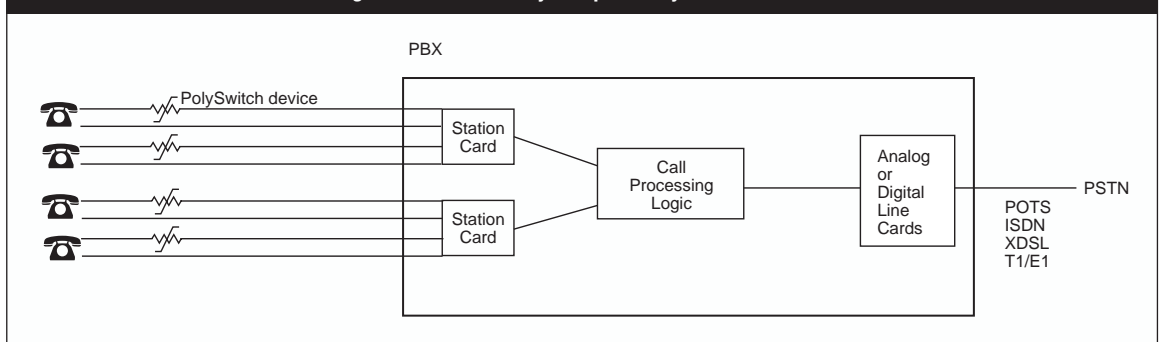 PBX
PolySwitch device
Station
Card
Station
Card
Call
Processing
Logic
Analog
or
Digital
Line
Cards
PSTN
POTS
ISDN
XDSL
T1/E1